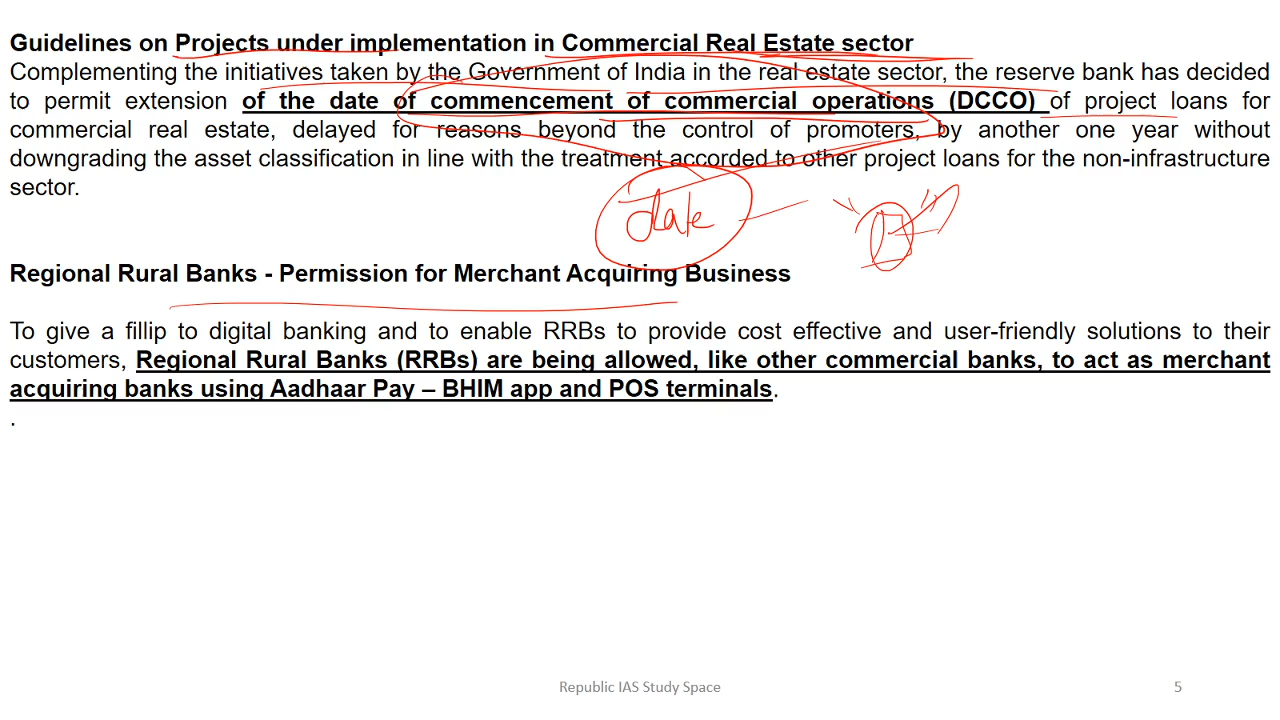 Guidelines on Projects under implementation in Commercial Real Estate sector
Complementing the initiatives taken by the Government of India in the real estate sector, the reserve bank has decided
to permit extension of the date of commencement of commercial operations (DCCO) of project loans for
commercial real estate, delayed for reasons beyond the control of promoters, by another one year without
downgrading the asset classification in line with the treatment accorded to other project loans for the non-infrastructure
sector.
date
Regional Rural Banks - Permission for Merchant Acquiring Business
To give a fillip to digital banking and to enable RRBs to provide cost effective and user-friendly solutions to their
customers, Regional Rural Banks (RRBs) are being allowed, like other commercial banks, to act as merchant
acquiring banks using Aadhaar Pay – BHIM app and POS terminals.
.
Republic IAS Study Space
5